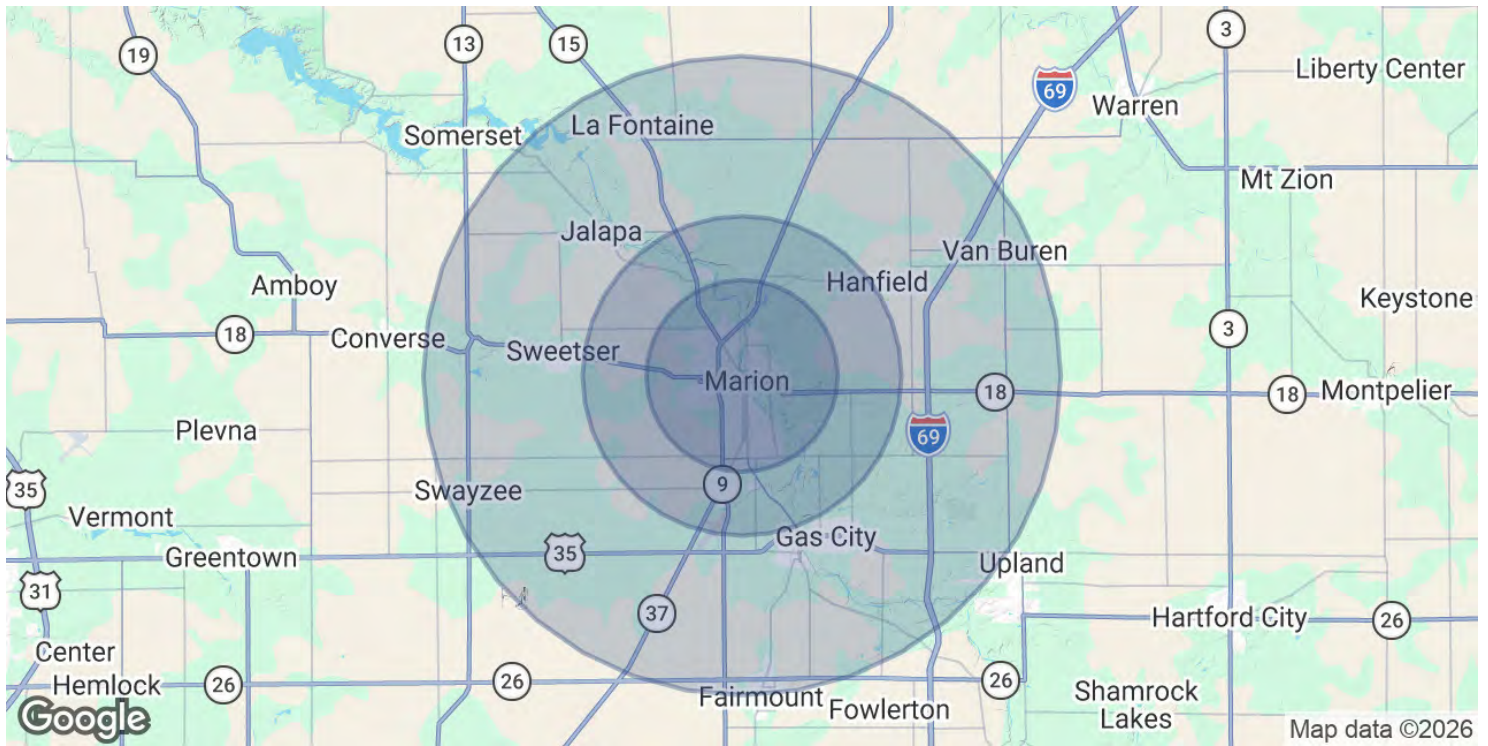 19
13
15
3
69
Liberty Center
Warren
La Fontaine
Somerset
Mt Zion
Jalapa
Van Buren
Hanfield
Amboy
Keystone
18
Converse
Sweetser
3
Marion
18
18
Montpelier
Plevna
69
35
Swayzee
9
Vermont
Gas City
Greentown
35
Upland
31
37
Hartford City
26
Center
Hemlock
26
26
26
Fairmount
Fowlerton
Shamrock
Lakes
Google
Map data ©2026